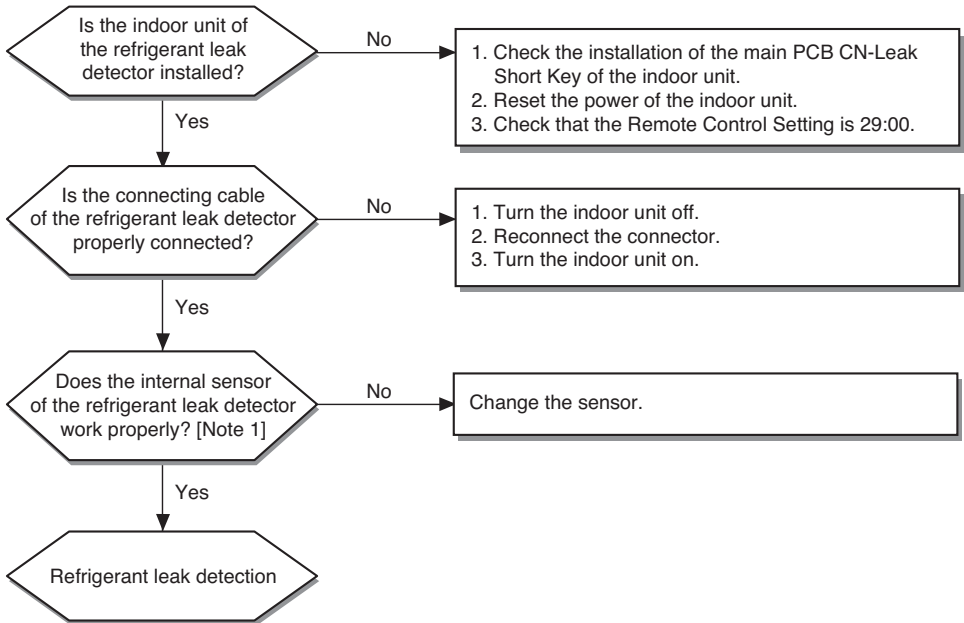 Is the indoor unit of
the refrigerant leak
detector installed?
No
1. Check the installation of the main PCB CN-Leak
Short Key of the indoor unit.
2. Reset the power of the indoor unit.
3. Check that the Remote Control Setting is 29:00.
Yes
Is the connecting cable
of the refrigerant leak detector
properly connected?
No
1. Turn the indoor unit off.
2. Reconnect the connector.
3. Turn the indoor unit on.
Yes
Does the internal sensor
of the refrigerant leak detector
work properly? [Note 1]
No
Change the sensor.
Yes
Refrigerant leak detection